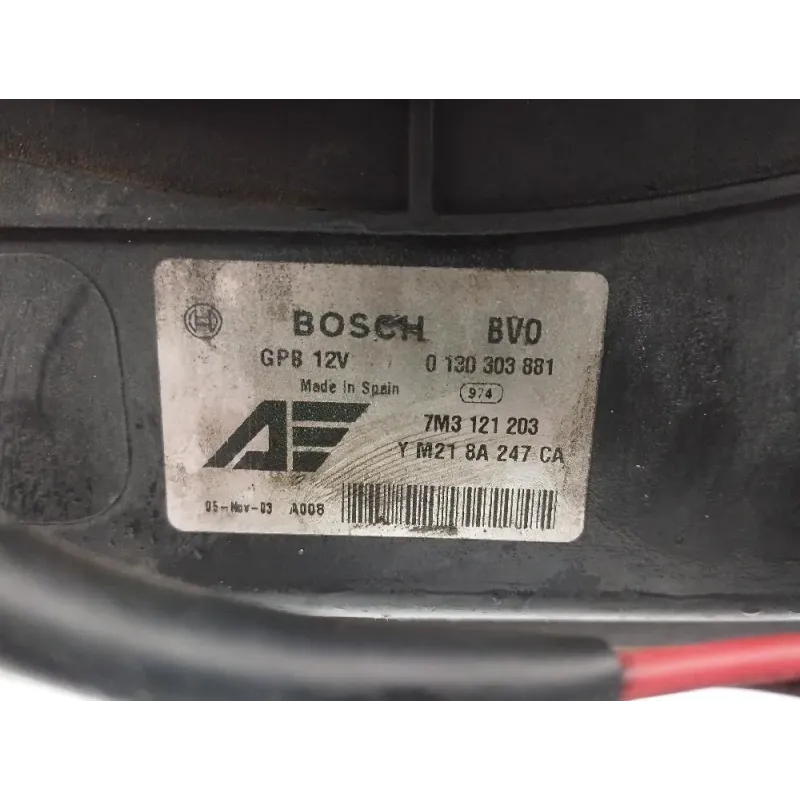 BOSCH BVO
GPB 12V 0 130 303 881
Made in Spain 974
AE 7M3 121 203
Y M21 8A 247 CA
05-Nov-03 A008